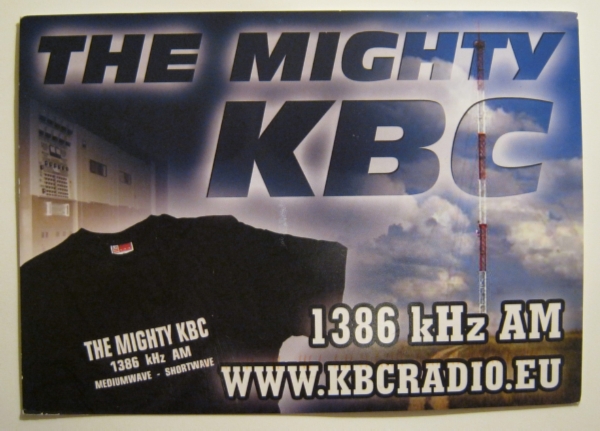 THE MIGHTY
KBC
THE MIGHTY KBC
1386 kHz AM
MEDIUMWAVE - SHORTWAVE
1386 kHz AM
WWW.KBCRADIO.EU